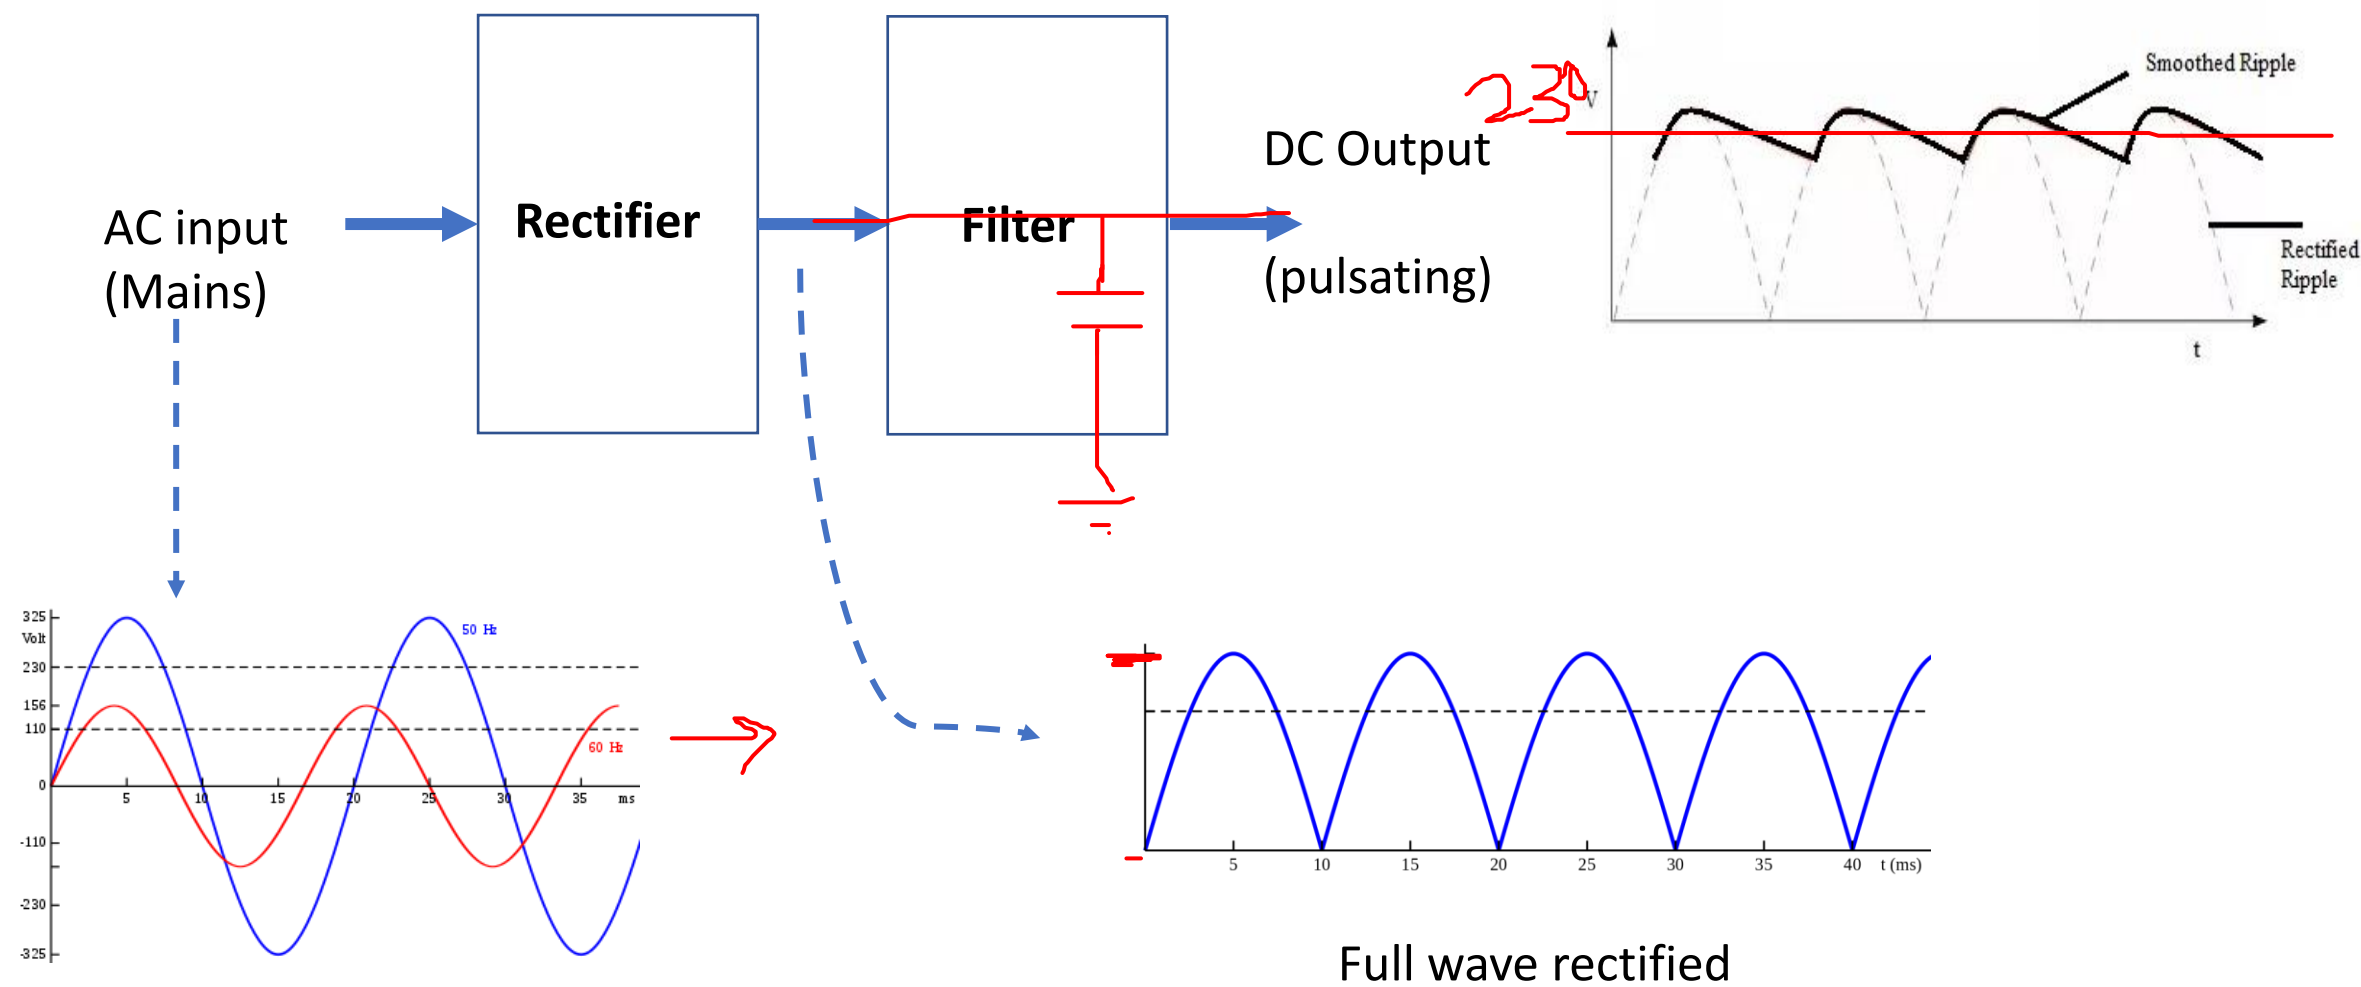 AC input
(Mains)
Rectifier
Filter
DC Output
(pulsating)
230
V
Smoothed Ripple
Rectified
Ripple
t
325
Volt
230
156
110
0
-110
-230
-325
50 Hz
60 Hz
5 10 15 20 25 30 35 ms
5 10 15 20 25 30 35 40 t (ms)
Full wave rectified